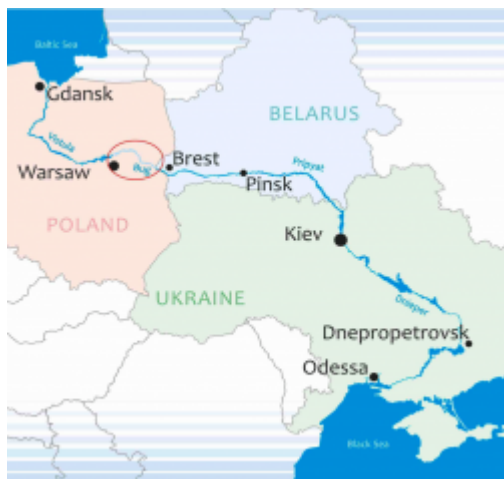 Baltic Sea
Gdansk
BELARUS
Vistula
Brest
Bug
Pripyat
Warsaw
Pinsk
POLAND
Kiev
UKRAINE
Dnieper
Dnepropetrovsk
Odessa
Black Sea